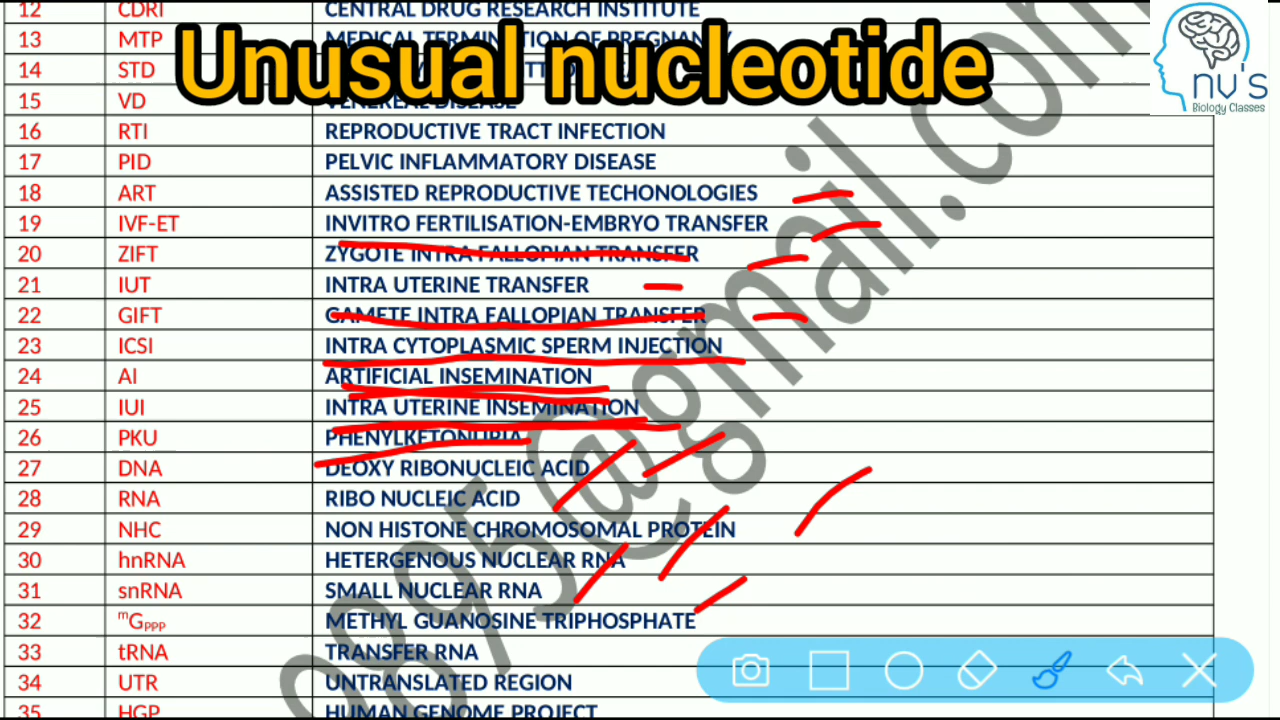 12 CDRI CENTRAL DRUG RESEARCH INSTITUTE
Unusual nucleotide
nv's
Biology Classes
13 MTP MEDICAL TERMINATION OF PREGNANCY
14 STD
15 VD VENEREAL DISEASE
16 RTI REPRODUCTIVE TRACT INFECTION
17 PID PELVIC INFLAMMATORY DISEASE
18 ART ASSISTED REPRODUCTIVE TECHONOLOGIES
19 IVF-ET INVITRO FERTILISATION-EMBRYO TRANSFER
20 ZIFT ZYGOTE INTRA FALLOPIAN TRANSFER
21 IUT INTRA UTERINE TRANSFER
22 GIFT GAMETE INTRA FALLOPIAN TRANSFER
23 ICSI INTRA CYTOPLASMIC SPERM INJECTION
24 AI ARTIFICIAL INSEMINATION
25 IUI INTRA UTERINE INSEMINATION
26 PKU PHENYLKETONURIA
27 DNA DEOXY RIBONUCLEIC ACID
28 RNA RIBO NUCLEIC ACID
29 NHC NON HISTONE CHROMOSOMAL PROTEIN
30 hnRNA HETERGENOUS NUCLEAR RNA
31 snRNA SMALL NUCLEAR RNA
32 mGPPP METHYL GUANOSINE TRIPHOSPHATE
33 tRNA TRANSFER RNA
34 UTR UNTRANSLATED REGION
35 HGP HUMAN GENOME PROJECT